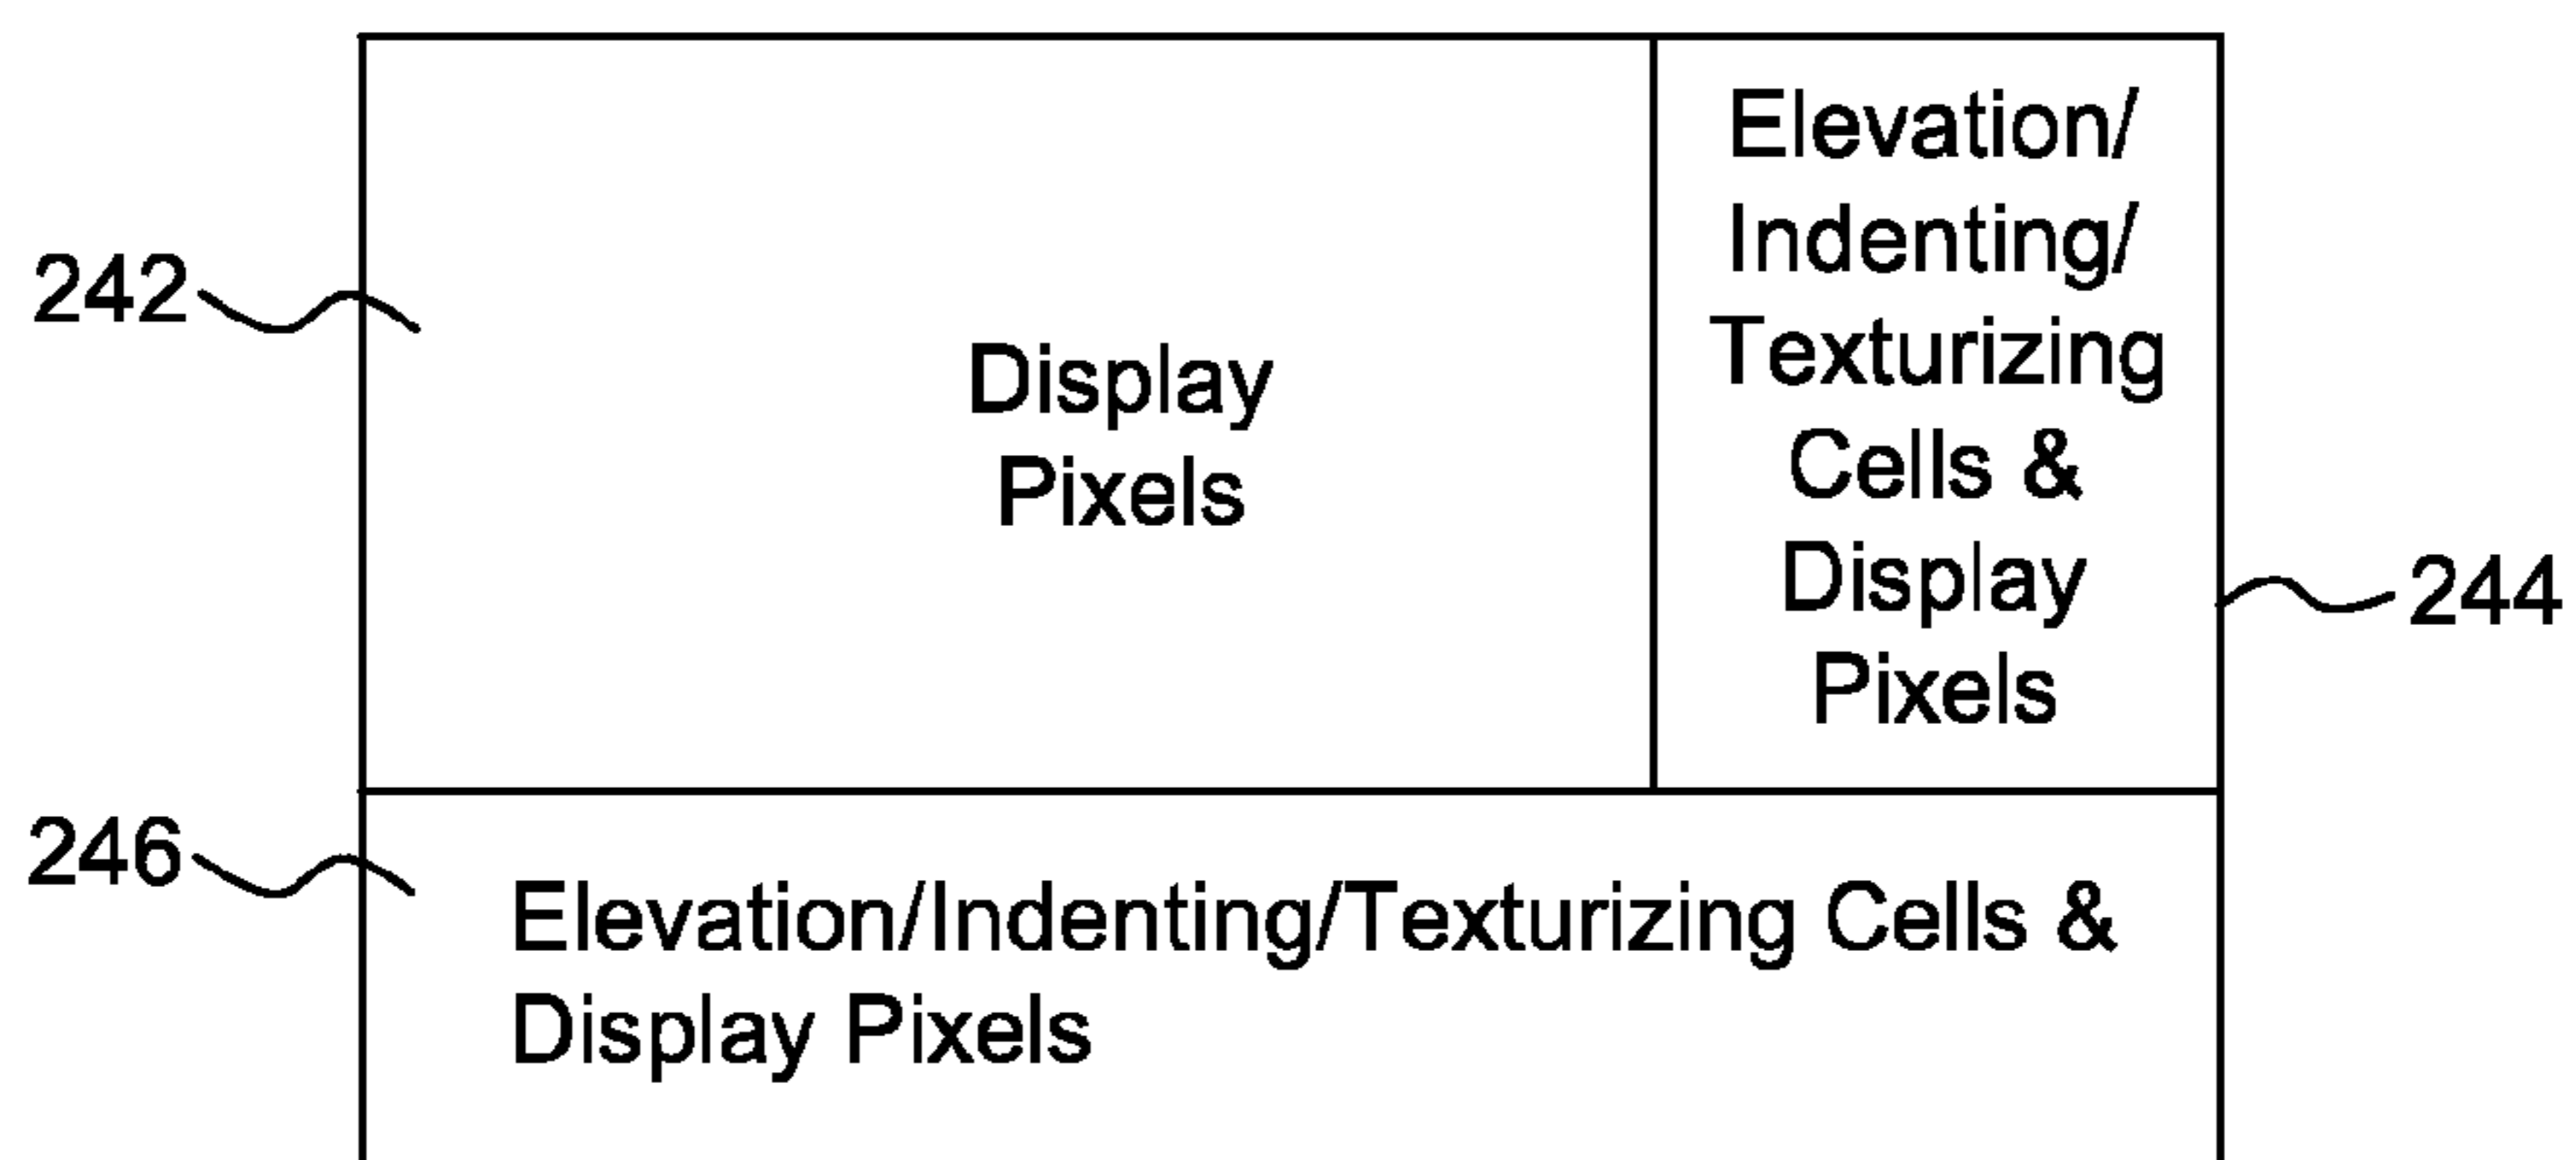 242
Display
Pixels
Elevation/
Indenting/
Texturizing
Cells &
Display
Pixels
244
246
Elevation/Indenting/Texturizing Cells &
Display Pixels